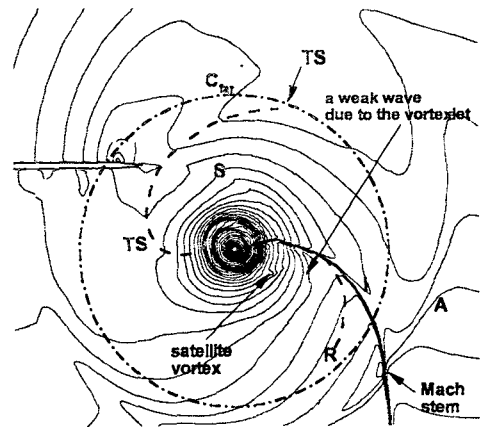 TS
C
a weak wave
due to the vortexlet
S
TS
A
satellite
vortex
R
Mach
stem